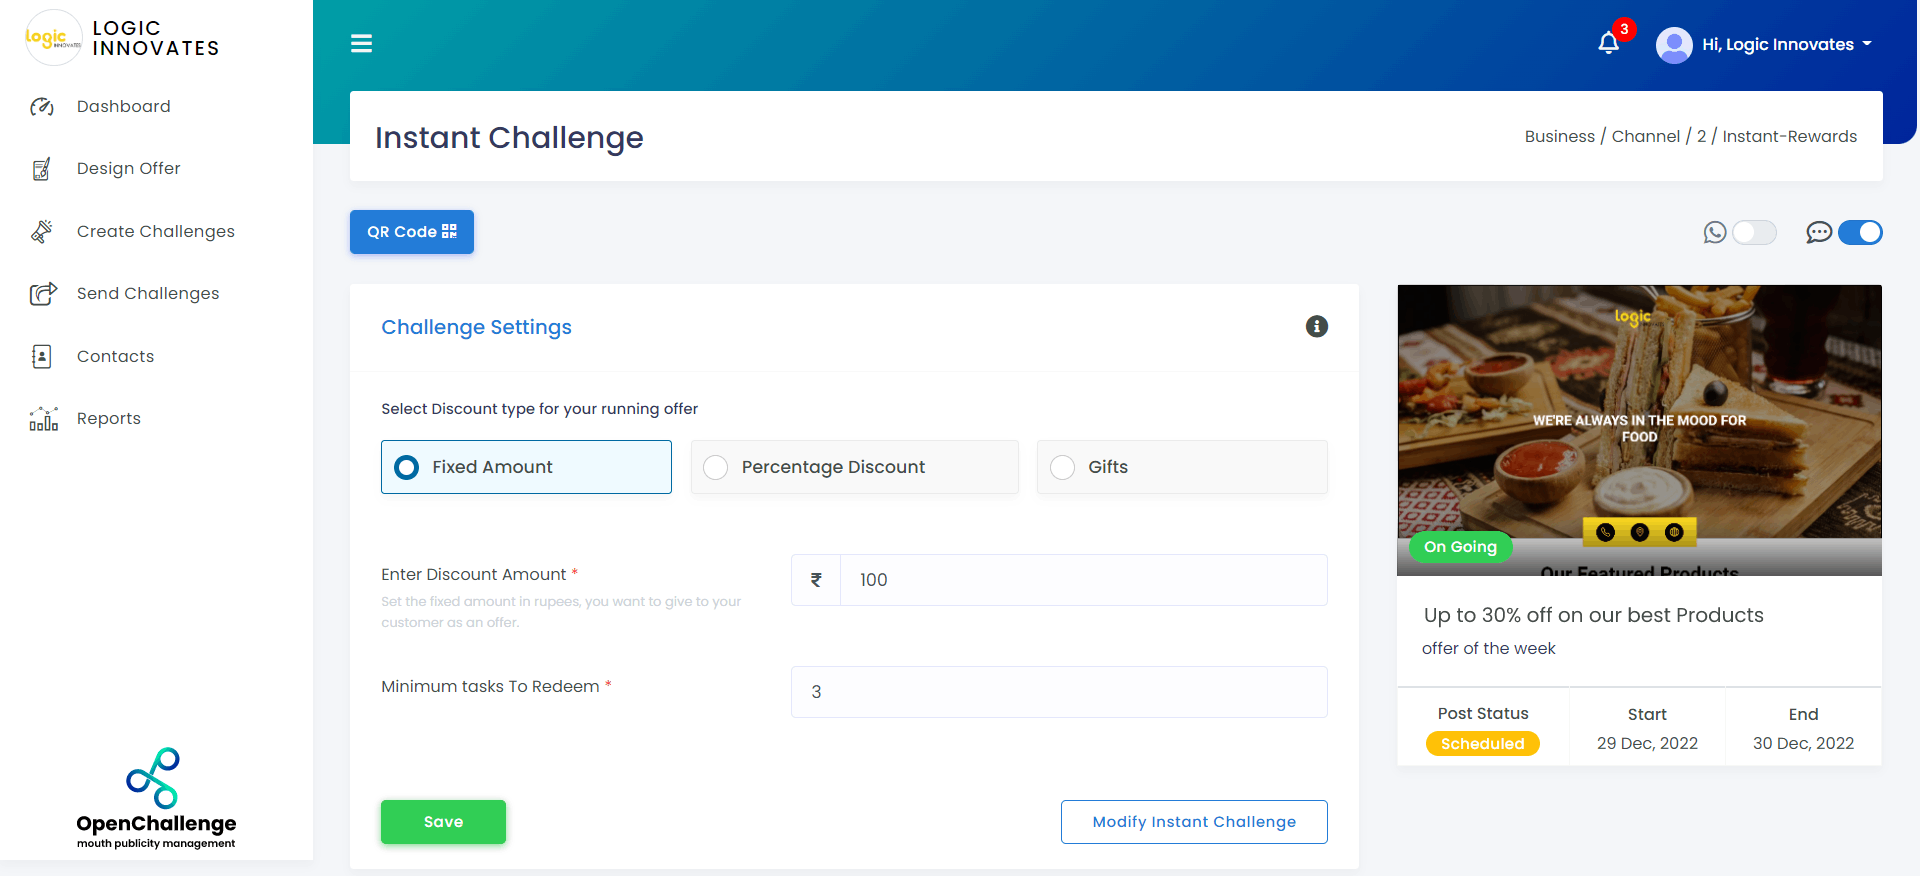 logic
INNOVATES
LOGIC
INNOVATES
Dashboard
Design Offer
Create Challenges
Send Challenges
Contacts
Reports
OpenChallenge
mouth publicity management
3
Hi, Logic Innovates
Instant Challenge
Business / Channel / 2 / Instant-Rewards
QR Code
Challenge Settings
Select Discount type for your running offer
Fixed Amount
Percentage Discount
Gifts
Enter Discount Amount *
Set the fixed amount in rupees, you want to give to your
customer as an offer.
₹ 100
Minimum tasks To Redeem *
3
Save
Modify Instant Challenge
logic
WE'RE ALWAYS IN THE MOOD FOR
FOOD
On Going
Our Featured Products
Up to 30% off on our best Products
offer of the week
Post Status
Scheduled
Start
29 Dec, 2022
End
30 Dec, 2022